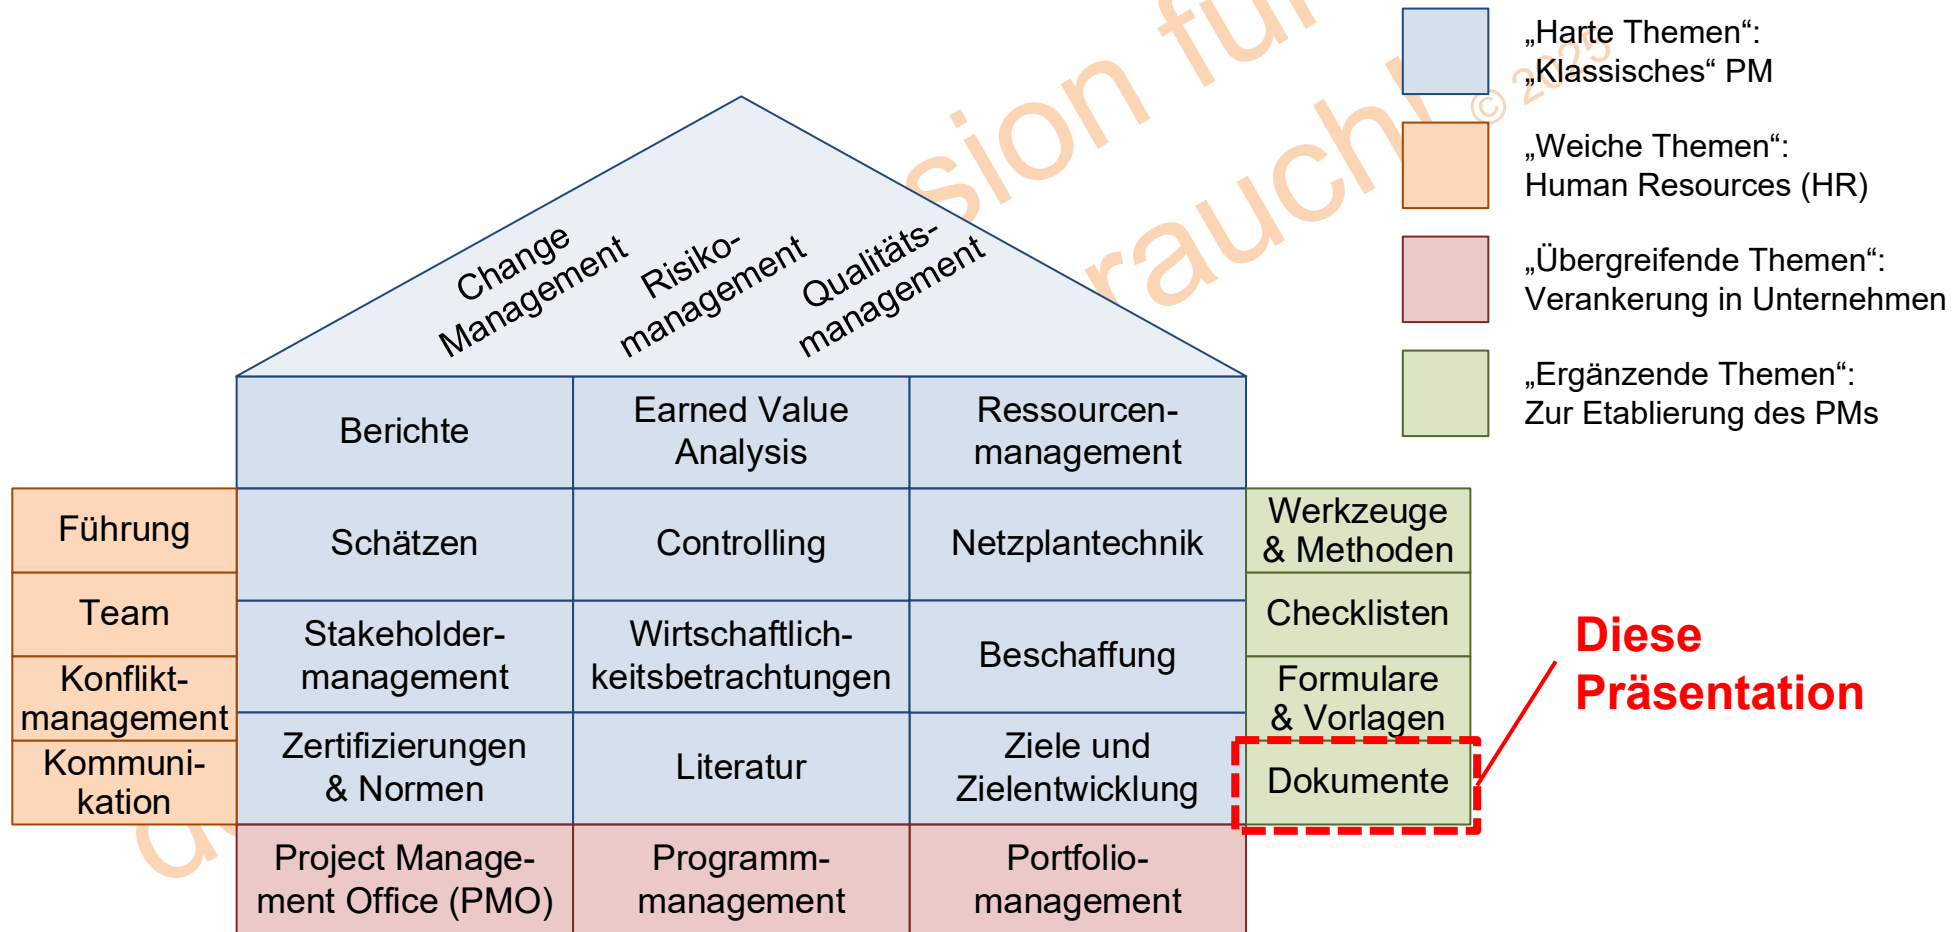 „Harte Themen“:
„Klassisches“ PM
„Weiche Themen“:
Human Resources (HR)
„Übergreifende Themen“:
Verankerung in Unternehmen
„Ergänzende Themen“:
Zur Etablierung des PMs
© 2025
Change
Management
Risiko-
management
Qualitäts-
management
Berichte
Earned Value
Analysis
Ressourcen-
management
Führung
Schätzen
Controlling
Netzplantechnik
Werkzeuge
& Methoden
Team
Stakeholder-
management
Wirtschaftlich-
keitsbetrachtungen
Beschaffung
Checklisten
Konflikt-
management
Formulare
& Vorlagen
Kommuni-
kation
Zertifizierungen
& Normen
Literatur
Ziele und
Zielentwicklung
Dokumente
Diese
Präsentation
Project Manage-
ment Office (PMO)
Programm-
management
Portfolio-
management